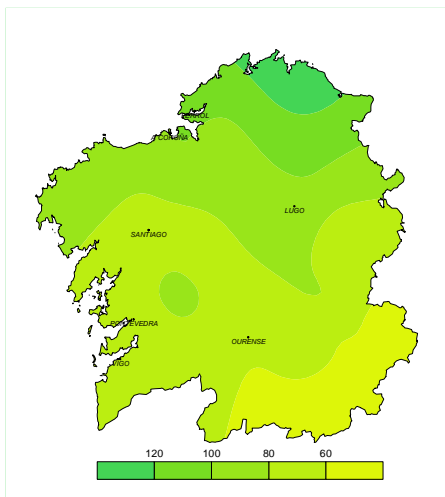 FERROL
A CORUÑA
LUGO
SANTIAGO
PONTEVEDRA
OURENSE
VIGO
120 100 80 60